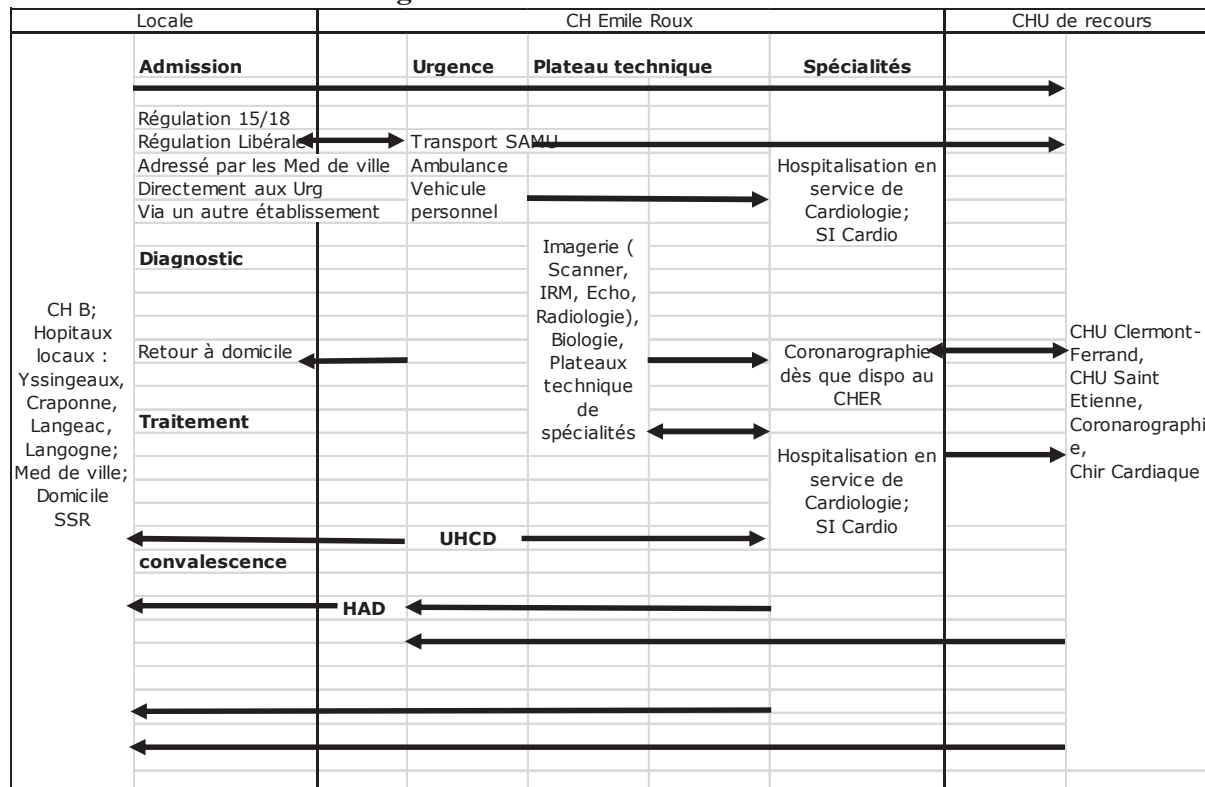 Locale
CH Emile Roux
CHU de recours
Admission
Urgence
Plateau technique
Spécialités
Régulation 15/18
Régulation Libérale
Transport SAMU
Adressé par les Med de ville
Ambulance
Directement aux Urg
Vehicule
Via un autre établissement
personnel
Hospitalisation en
service de
Cardiologie;
SI Cardio
Diagnostic
Imagerie (
Scanner,
IRM, Echo,
Radiologie),
Biologie,
Plateaux
technique
de
spécialités
CH B;
Hopitaux
locaux :
Yssingeaux,
Craponne,
Langeac,
Langogne;
Med de ville;
Domicile
SSR
Retour à domicile
Coronarographie
dès que dispo au
CHER
CHU Clermont-
Ferrand,
CHU Saint
Etienne,
Coronarographi
e,
Chir Cardiaque
Traitement
Hospitalisation en
service de
Cardiologie;
SI Cardio
UHCD
convalescence
HAD